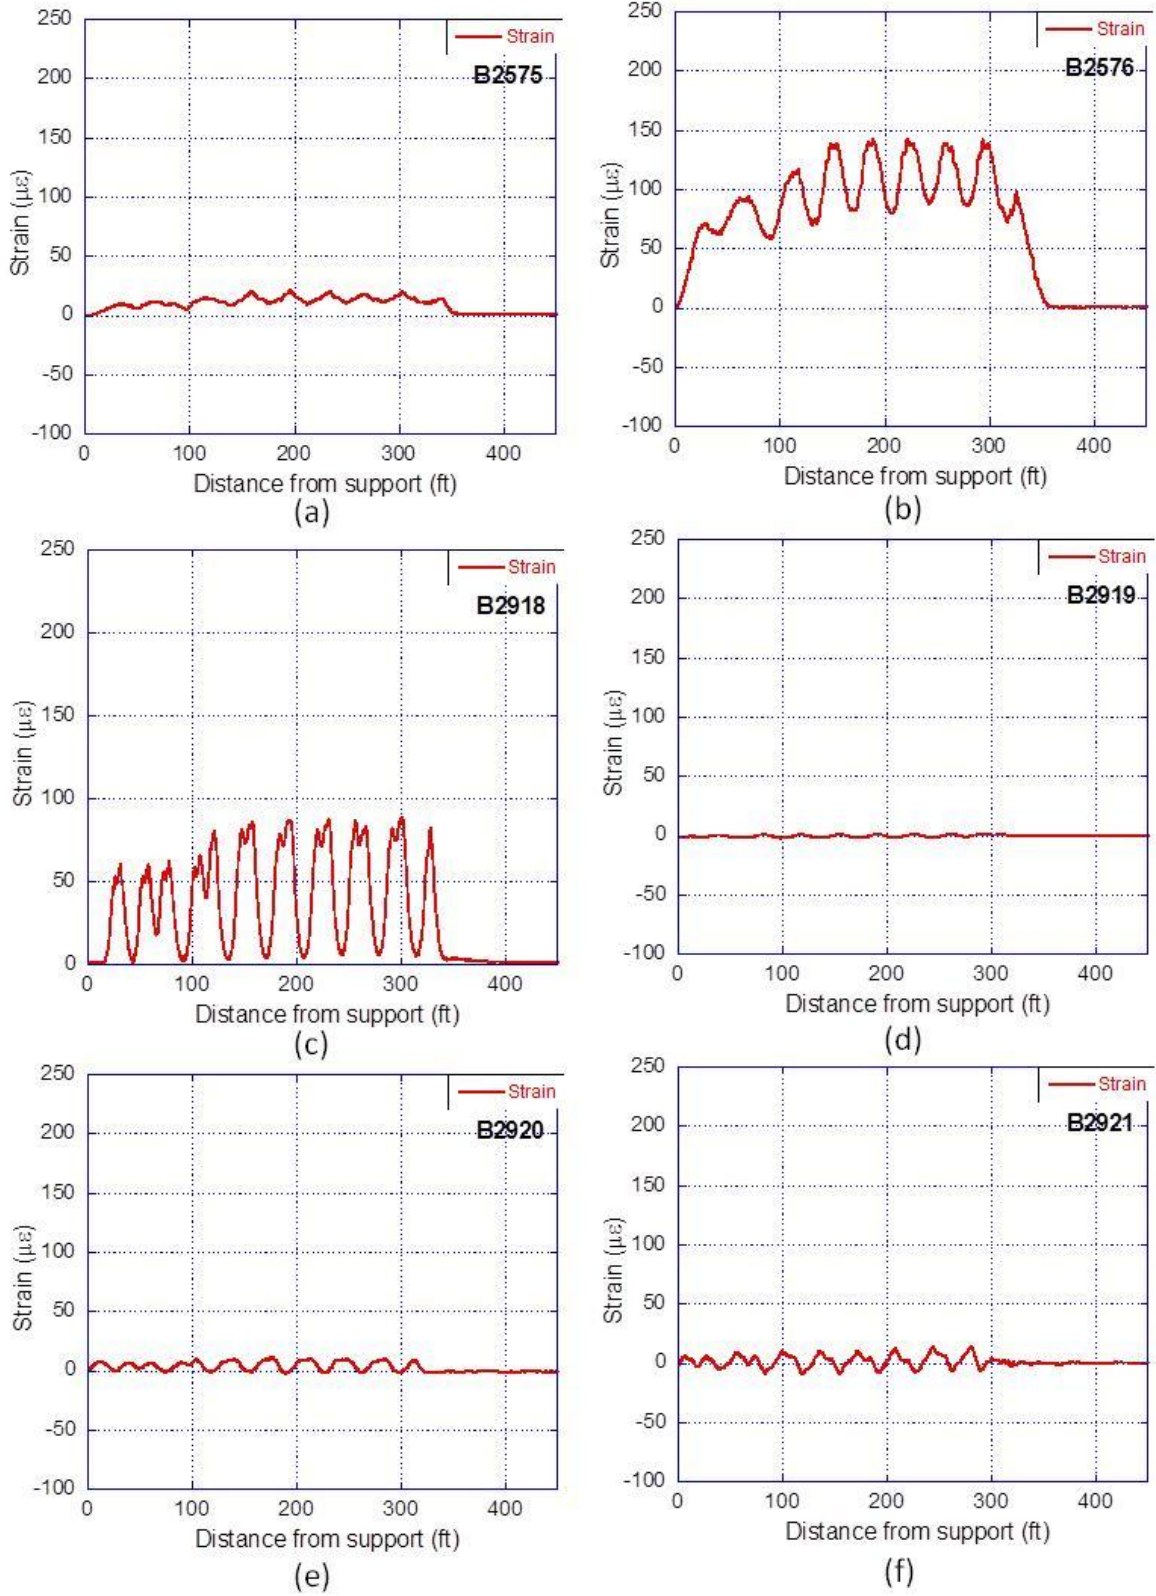 250
200
150
100
50
0
-50
-100
Strain (με)
Strain
B2575
0 100 200 300 400
Distance from support (ft)
(a)
250
200
150
100
50
0
-50
-100
Strain (με)
Strain
B2576
0 100 200 300 400
Distance from support (ft)
(b)
250
200
150
100
50
0
Strain (με)
Strain
B2918
0 100 200 300 400
Distance from support (ft)
(c)
250
200
150
100
50
0
-50
-100
Strain (με)
Strain
B2919
0 100 200 300 400
Distance from support (ft)
(d)
250
200
150
100
50
0
-50
-100
Strain (με)
Strain
B2920
0 100 200 300 400
Distance from support (ft)
(e)
250
200
150
100
50
0
-50
-100
Strain (με)
Strain
B2921
0 100 200 300 400
Distance from support (ft)
(f)